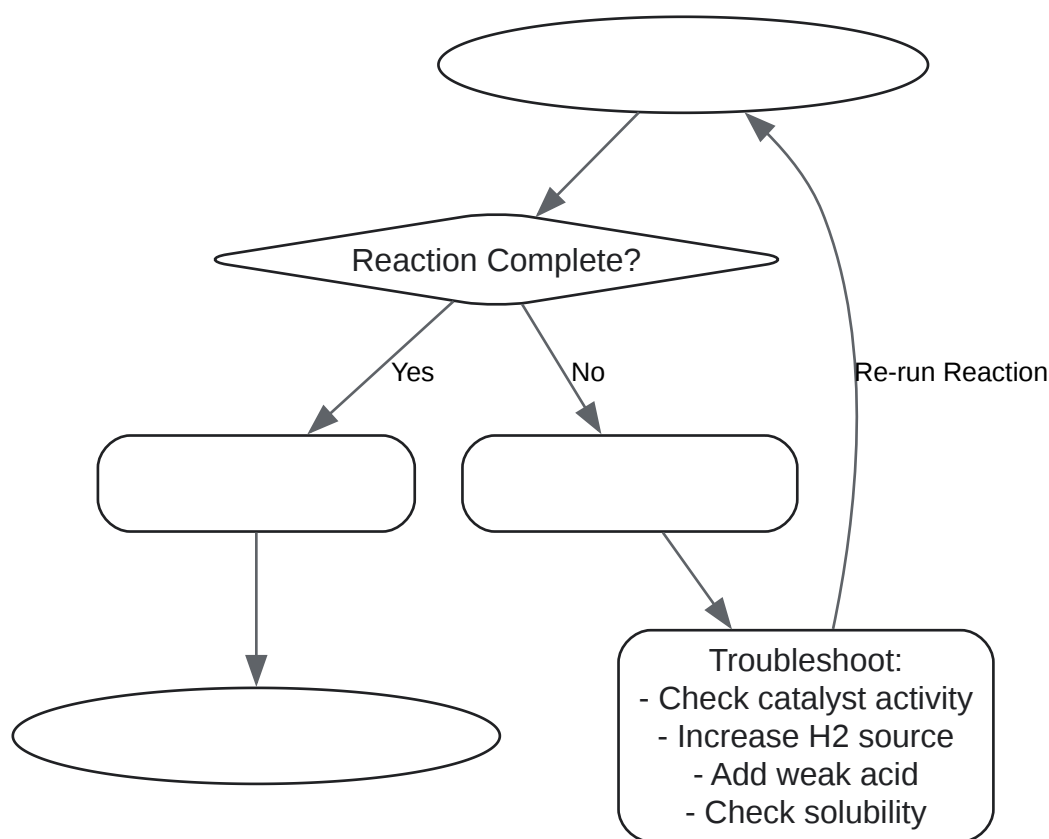 Reaction Complete?
Yes
No
Re-run Reaction
Troubleshoot:
- Check catalyst activity
- Increase H2 source
- Add weak acid
- Check solubility